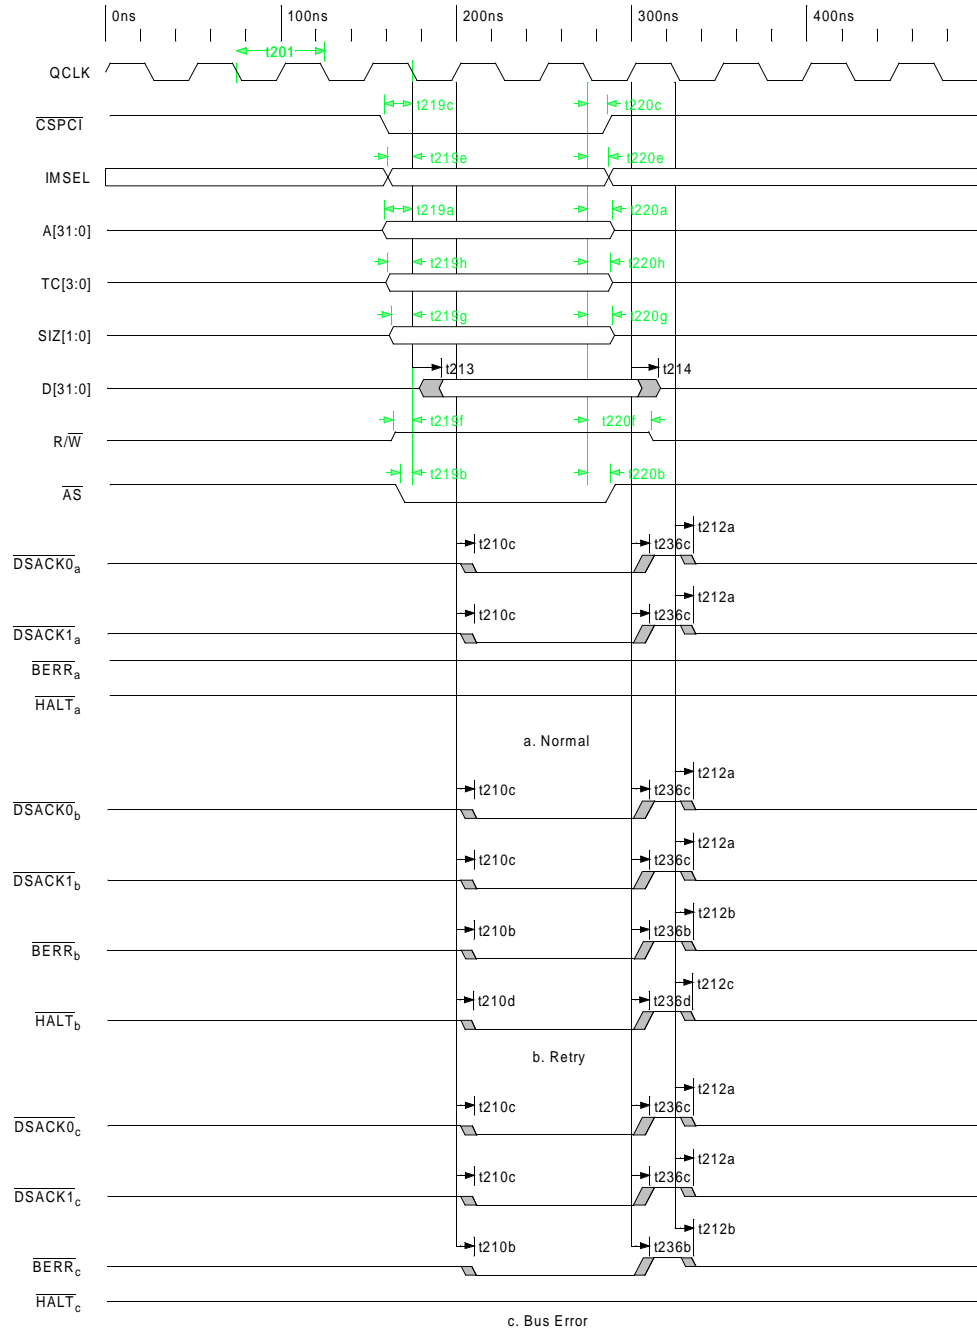 0ns 100ns 200ns 300ns 400ns
t201
QCLK
t219c t220c
CSPCI
t219e t220e
IMSEL
t219a t220a
A[31:0]
t219h t220h
TC[3:0]
t219g t220g
SIZ[1:0]
t213 t214
D[31:0]
t219f t220f
R/W
t219b t220b
AS
t212a
t210c t236c
DSACK0a
t212a
t210c t236c
DSACK1a
BERRa
HALTa
a. Normal
t212a
t210c t236c
DSACK0b
t212a
t210c t236c
DSACK1b
t212b
t210b t236b
BERRb
t212c
t210d t236d
HALTb
b. Retry
t212a
t210c t236c
DSACK0c
t212a
t210c t236c
DSACK1c
t212b
t210b t236b
BERRc
HALTc
c. Bus Error